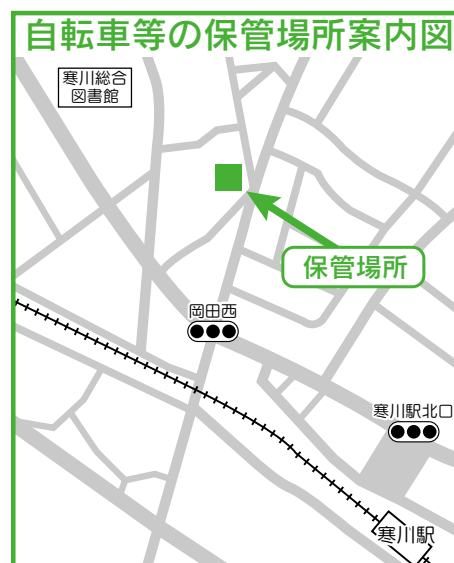 自転車等の保管場所案内図
寒川総合
図書館
保管場所
岡田西
寒川駅北口
寒川駅